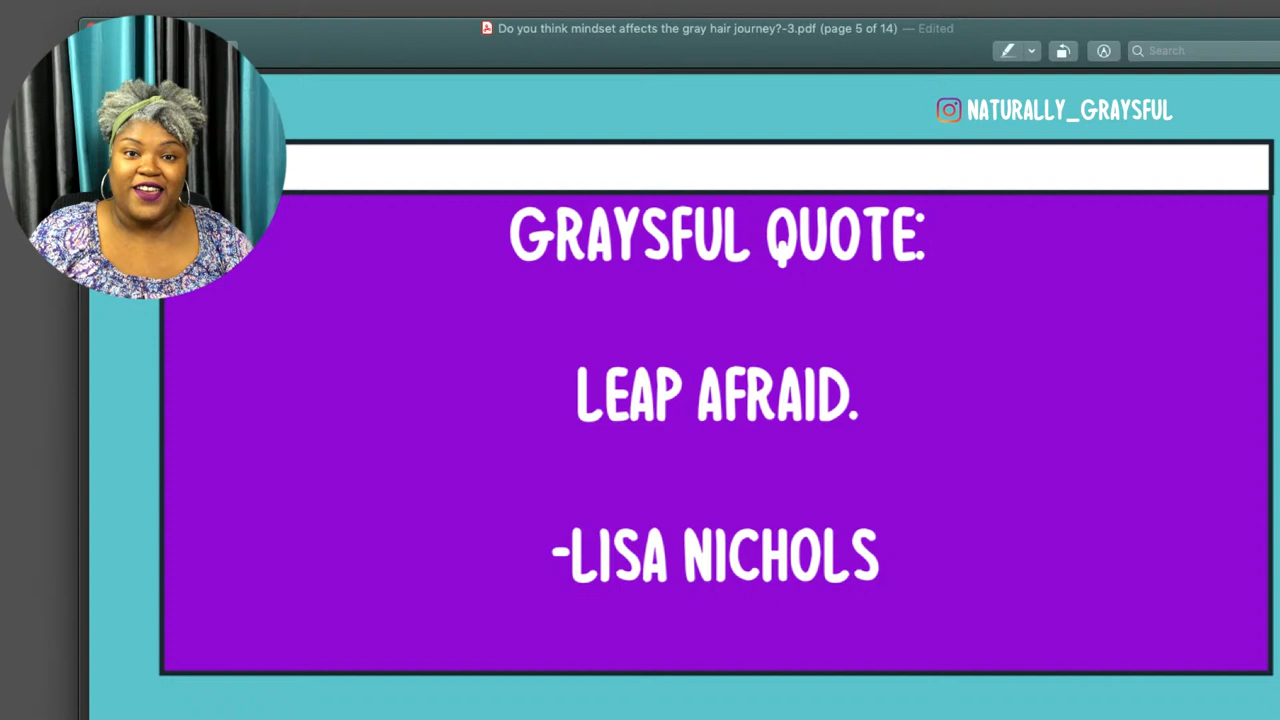 Do you think mindset affects the gray hair journey?-3.pdf (page 5 of 14) — Edited
Search
NATURALLY_GRAYSFUL
GRAYSFUL QUOTE:
LEAP AFRAID.
-LISA NICHOLS